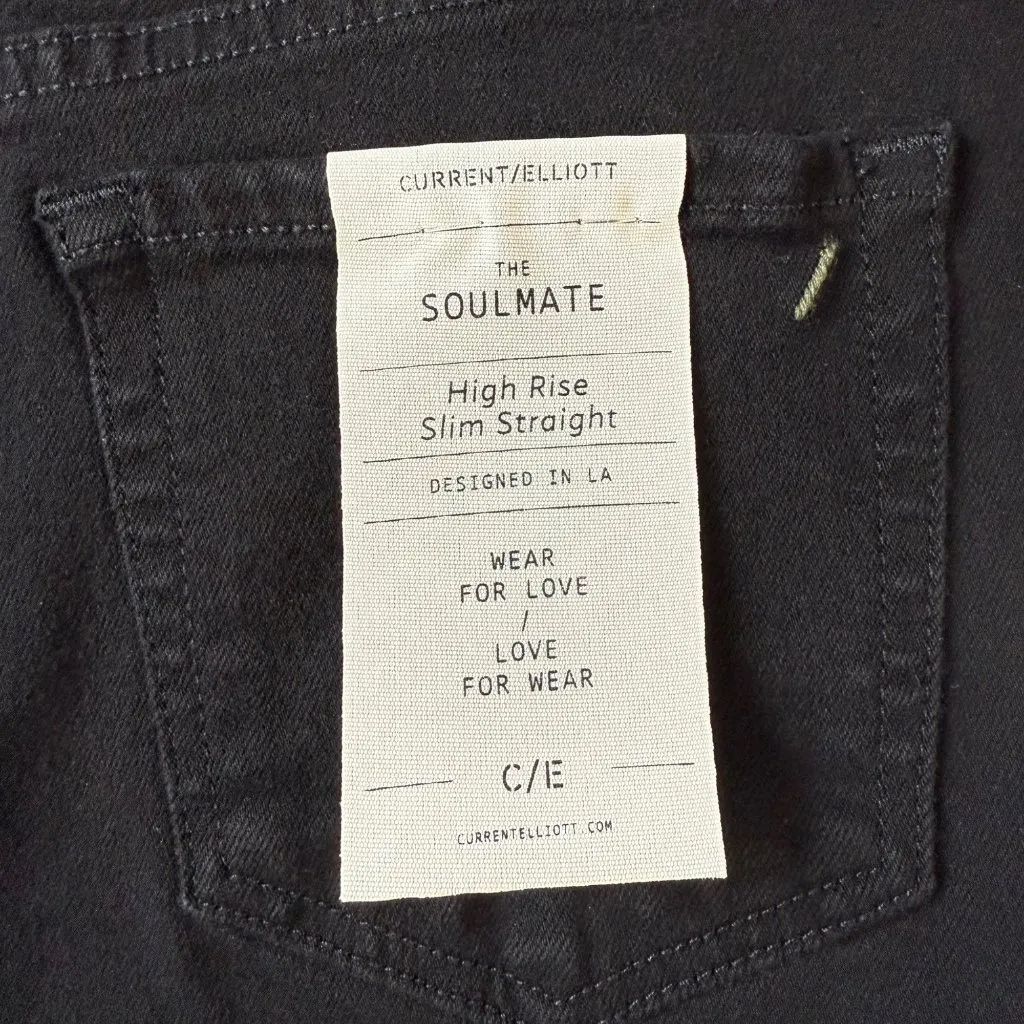 CURRENT/ELLIOTT
THE
SOULMATE
High Rise
Slim Straight
DESIGNED IN LA
WEAR
FOR LOVE
/
LOVE
FOR WEAR
C/E
CURRENTELLIOTT.COM